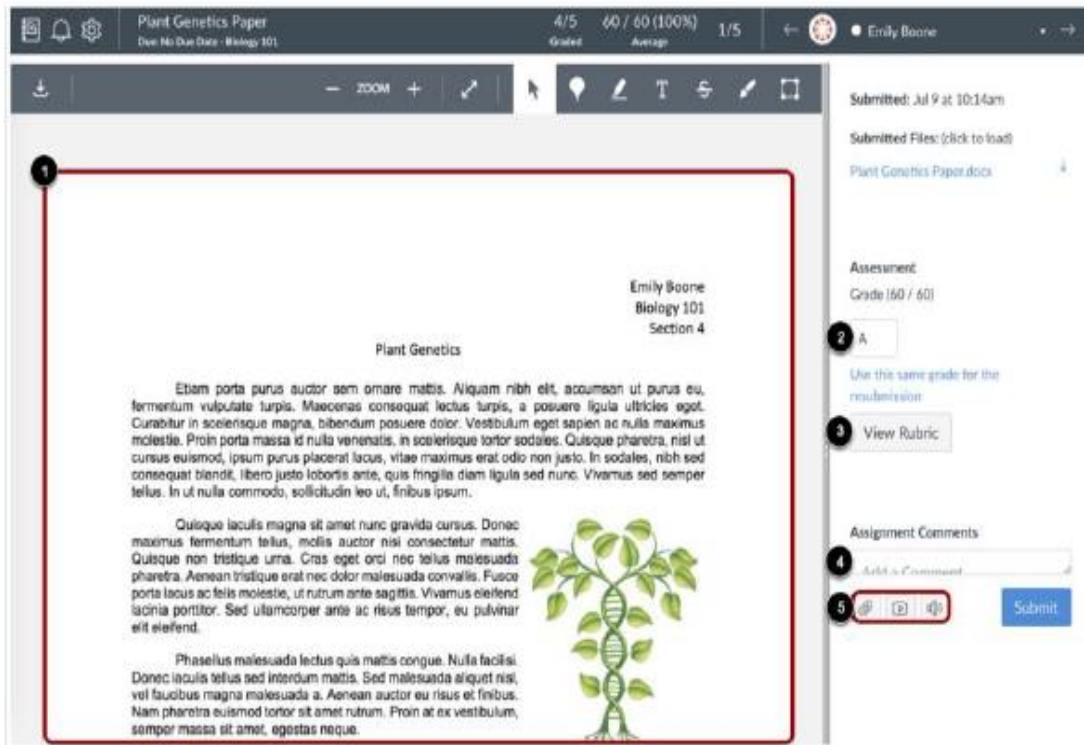 Plant Genetics Paper
Due: No Due Date - Biology 101
4/5
Graded
60 / 60 (100%)
Average
1/5
Emily Boone
ZOOM
Submitted: Jul 9 at 10:14am
Submitted Files: (click to load)
Plant Genetics Paper.docx
Assessment
Grade (60 / 60)
2
A
Use this same grade for the
resubmission
3
View Rubric
Assignment Comments
4
Add a Comment
5
Submit
1
Emily Boone
Biology 101
Section 4
Plant Genetics
Etiam porta purus auctor sem ornare mattis. Aliquam nibh elit, accumsan ut purus eu,
fermentum vulputate turpis. Maecenas consequat lectus turpis, a posuere ligula ultricies eget.
Curabitur in scelerisque magna, bibendum posuere dolor. Vestibulum eget sapien ac nulla maximus
molestie. Proin porta massa id nulla venenatis, in scelerisque tortor sodales. Quisque pharetra, nisl ut
cursus euismod, ipsum purus placerat lacus, vitae maximus erat odio non justo. In sodales, nibh sed
consequat blandit, libero justo lobortis ante, quis fringilla diam ligula sed nunc. Vivamus sed semper
tellus. In ut nulla commodo, sollicitudin leo ut, finibus ipsum.
Quisque iaculis magna sit amet nunc gravida cursus. Donec
maximus fermentum tellus, mollis auctor nisi consectetur mattis.
Quisque non tristique urna. Cras eget orci nec tellus malesuada
pharetra. Aenean tristique erat nec dolor malesuada convallis. Fusce
porta lacus ac felis molestie, ut rutrum ante sagittis. Vivamus eleifend
lacinia porttitor. Sed ullamcorper ante ac risus tempor, eu pulvinar
elit eleifend.
Phasellus malesuada lectus quis mattis congue. Nulla facilisi.
Donec iaculis tellus sed interdum mattis. Sed malesuada aliquet nisl,
vel faucibus magna malesuada a. Aenean auctor eu risus et finibus.
Nam pharetra euismod tortor sit amet rutrum. Proin at ex vestibulum,
semper massa sit amet, egestas neque.